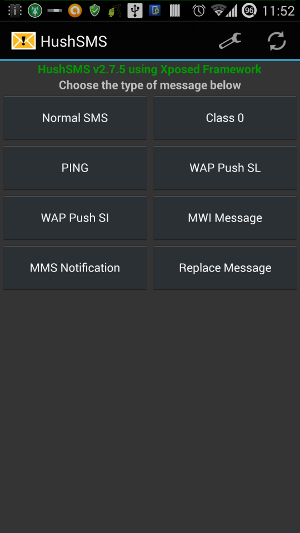 96 11:52
HushSMS
HushSMS v2.7.5 using Xposed Framework
Choose the type of message below
Normal SMS Class 0
PING WAP Push SL
WAP Push SI MWI Message
MMS Notification Replace Message